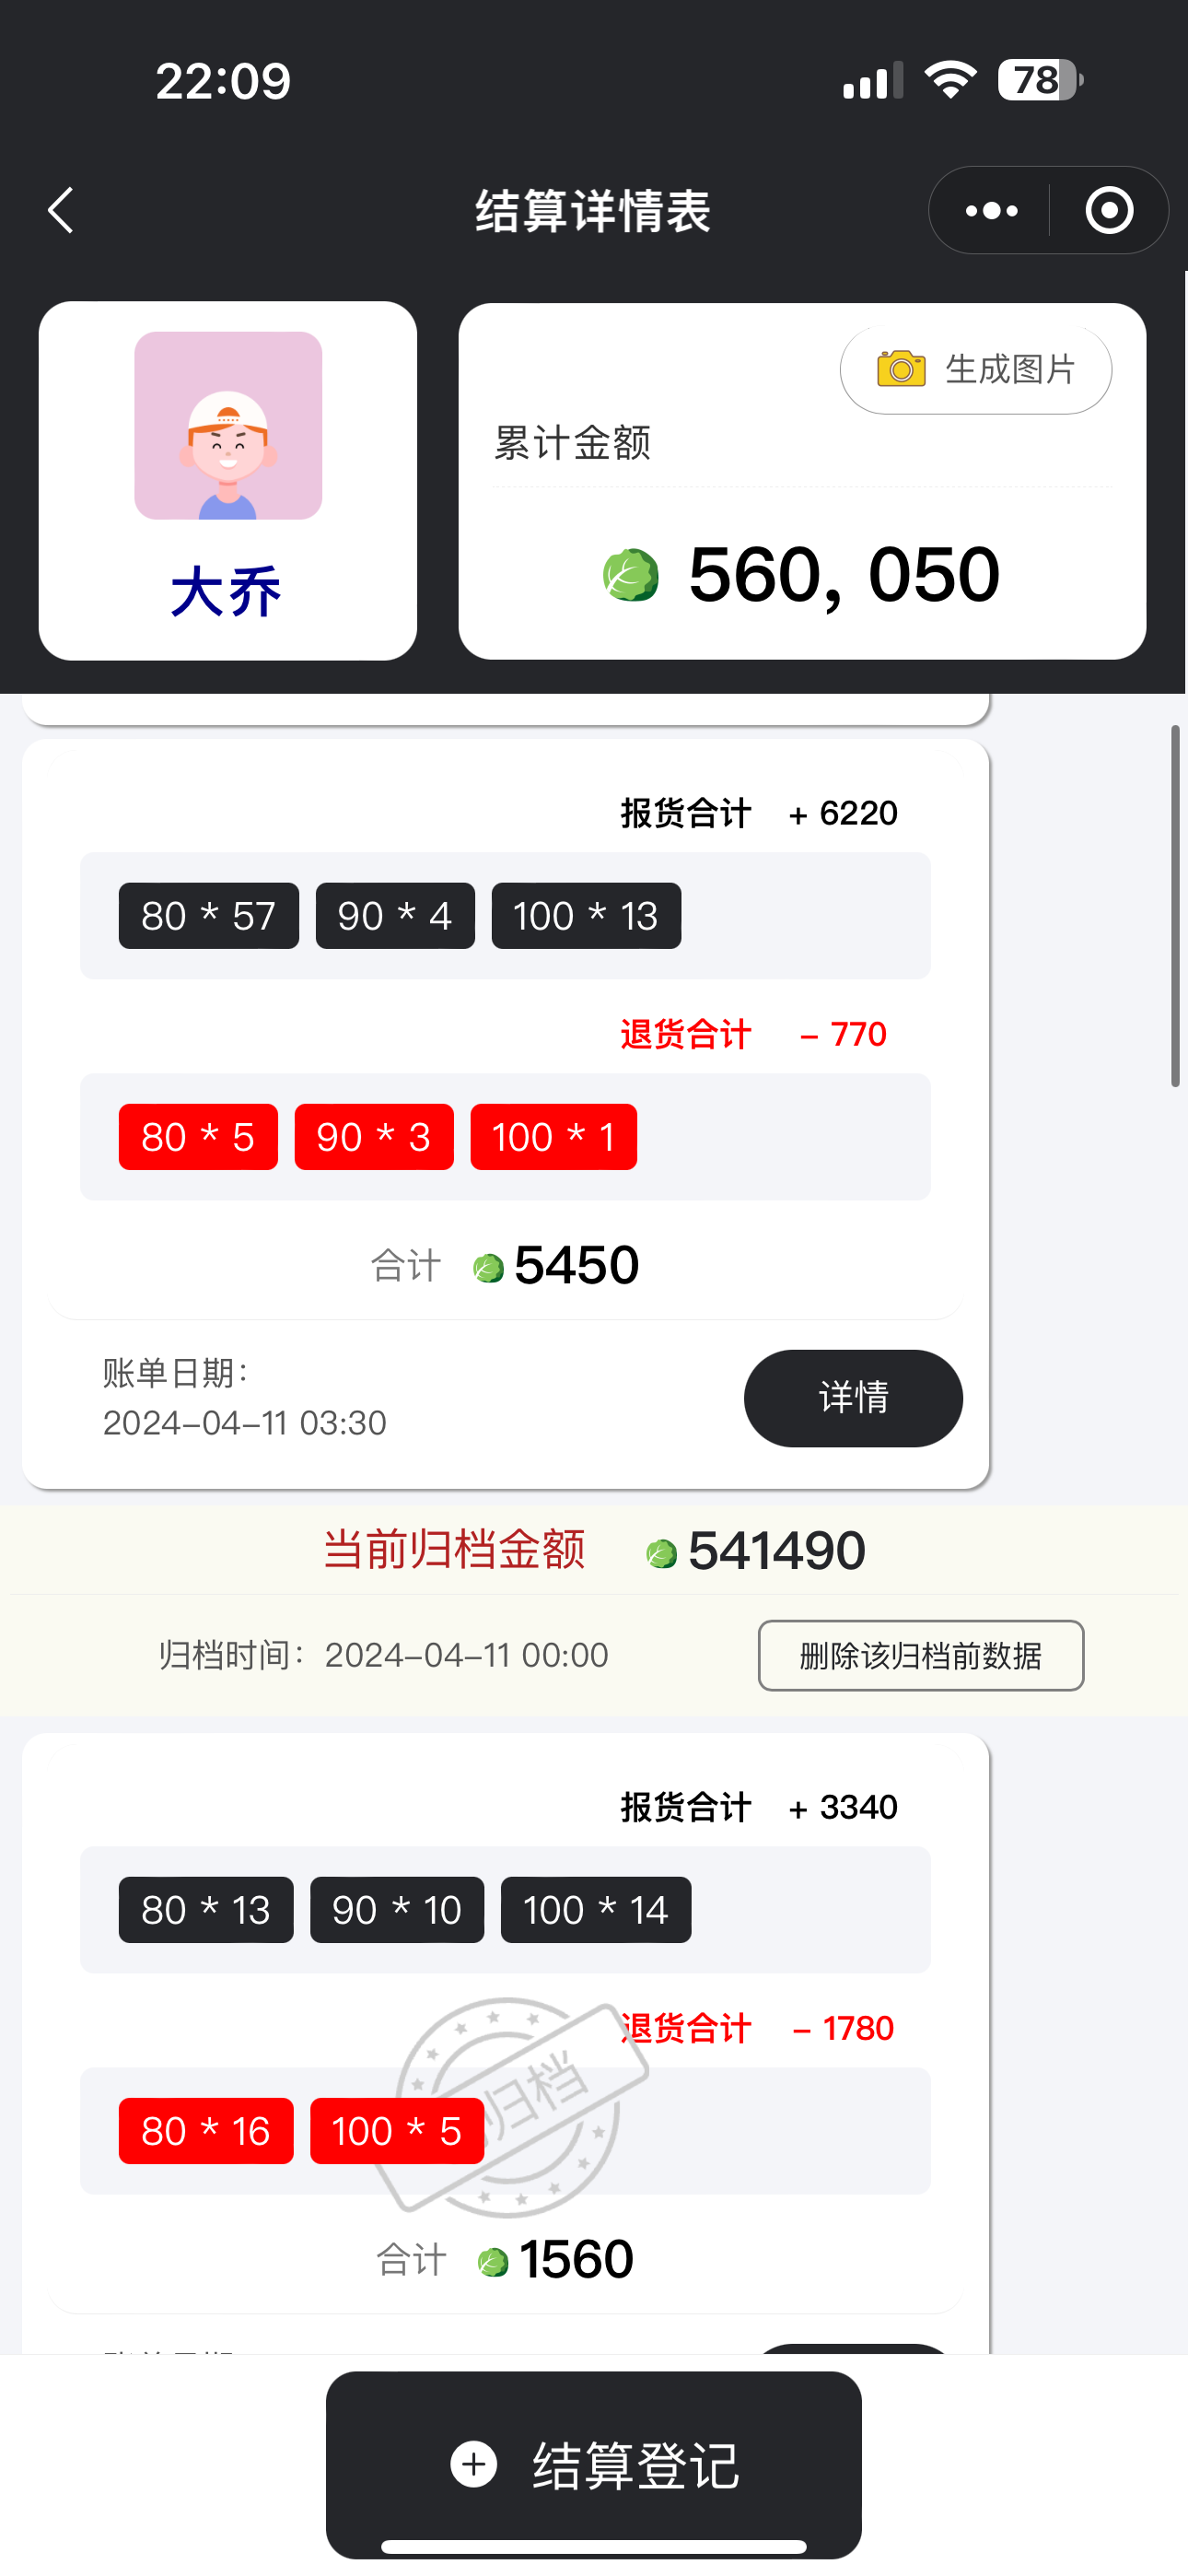 22:09
78
结算详情表
生成图片
累计金额
560, 050
大乔
报货合计 + 6220
80 * 57 90 * 4 100 * 13
退货合计 – 770
80 * 5 90 * 3 100 * 1
合计 5450
账单日期:
2024–04–11 03:30
详情
当前归档金额 541490
归档时间: 2024–04–11 00:00
删除该归档前数据
报货合计 + 3340
80 * 13 90 * 10 100 * 14
退货合计 – 1780
归档
80 * 16 100 * 5
合计 1560
结算登记